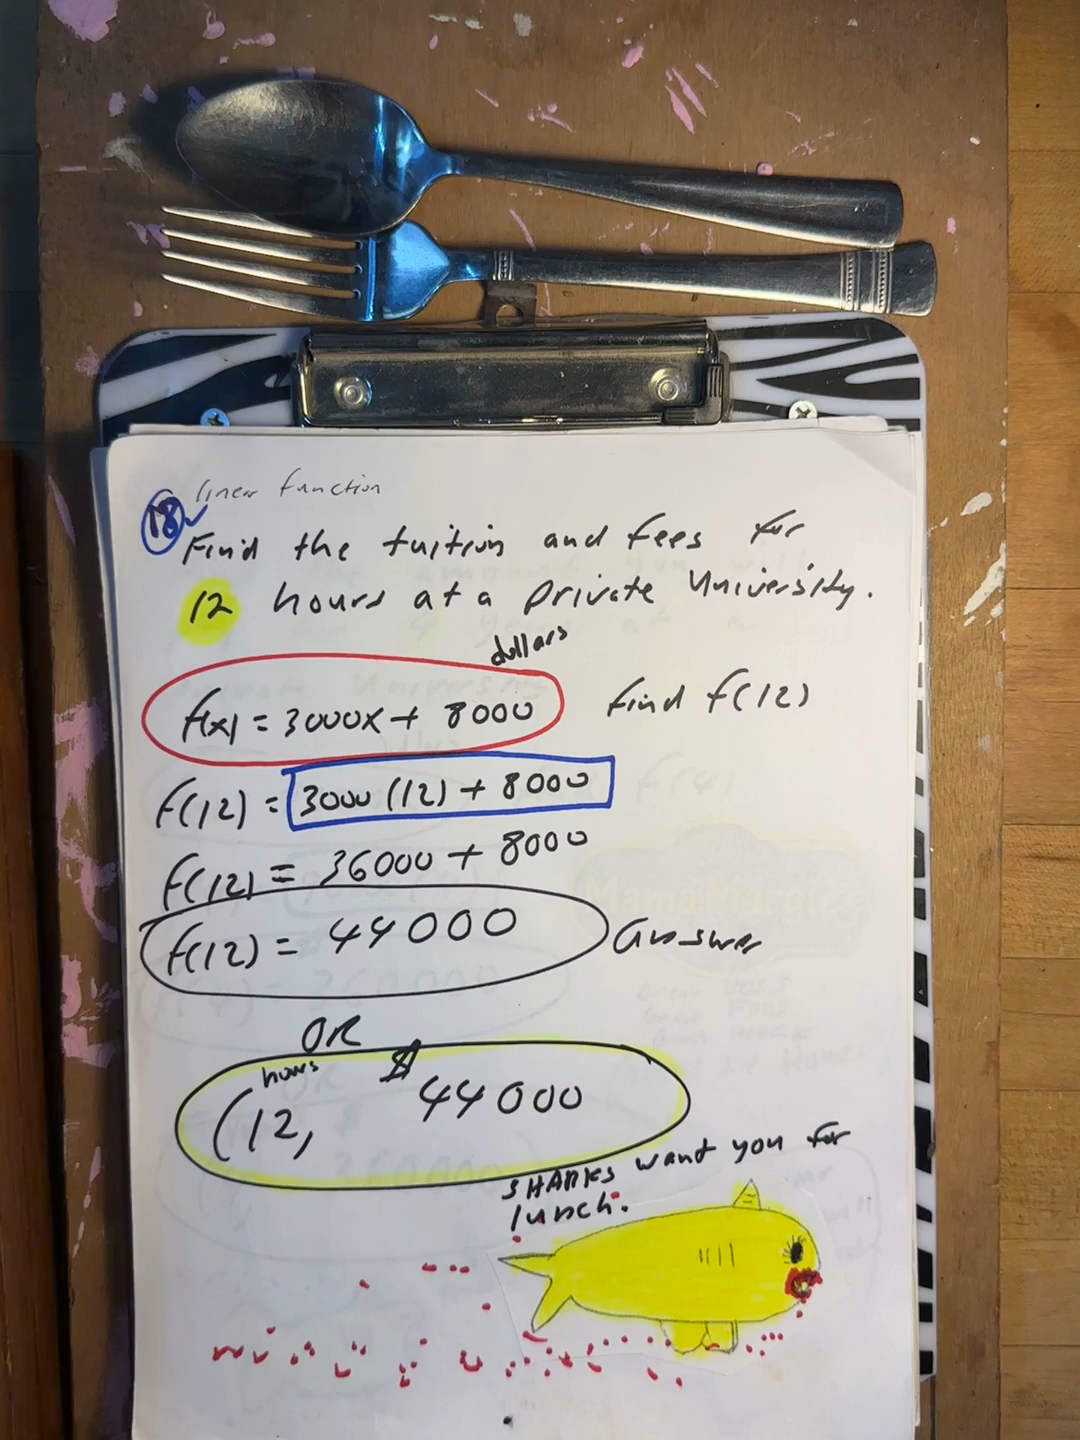 linear function
18
Find the tuition and fees for
12 hours at a private University.
dollars
f(x) = 3000x + 8000 find f(12)
f(12) = 3000 (12) + 8000
f(12) = 36000 + 8000
f(12) = 44000 Answer
OR
hours $
(12, 44000
SHARKS want you for
lunch.